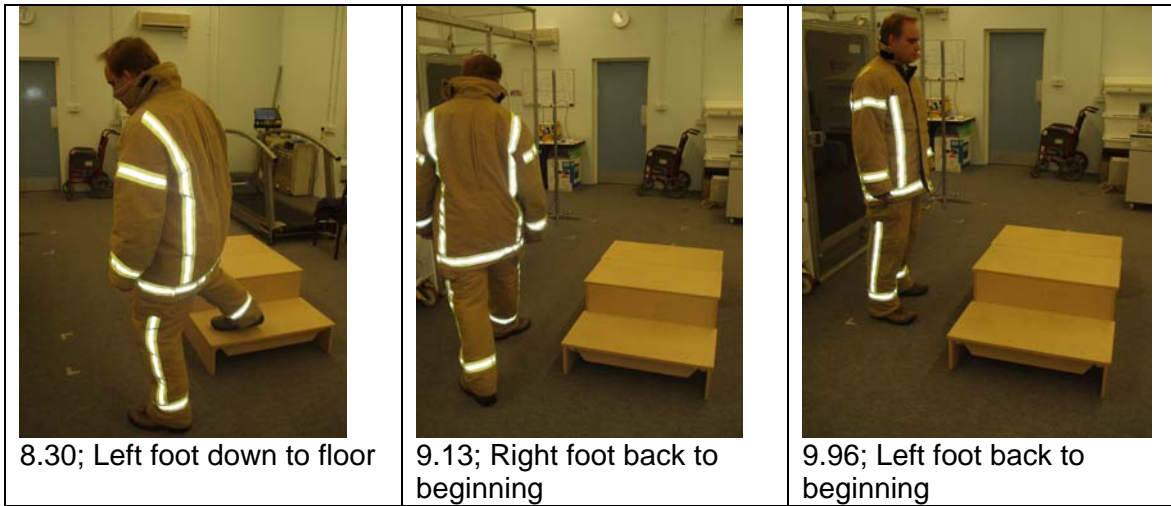 8.30; Left foot down to floor
9.13; Right foot back to
beginning
9.96; Left foot back to
beginning